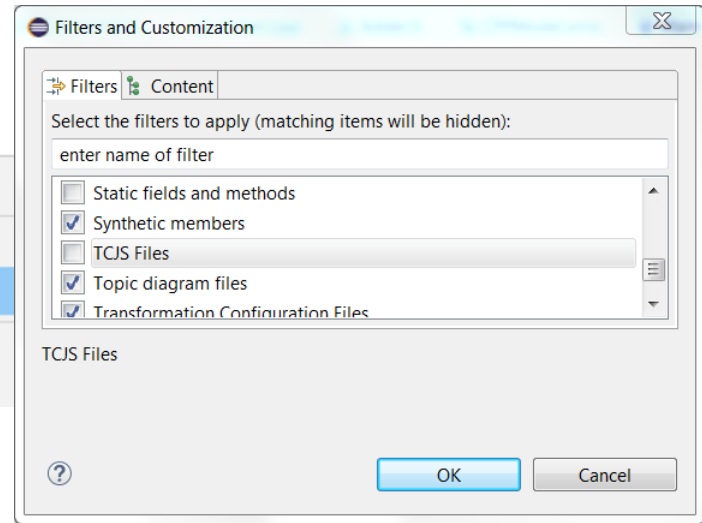 Filters and Customization
Filters Content
Select the filters to apply (matching items will be hidden):
enter name of filter
Static fields and methods
Synthetic members
TCJS Files
Topic diagram files
Transformation Configuration Files
TCJS Files
?
OK Cancel